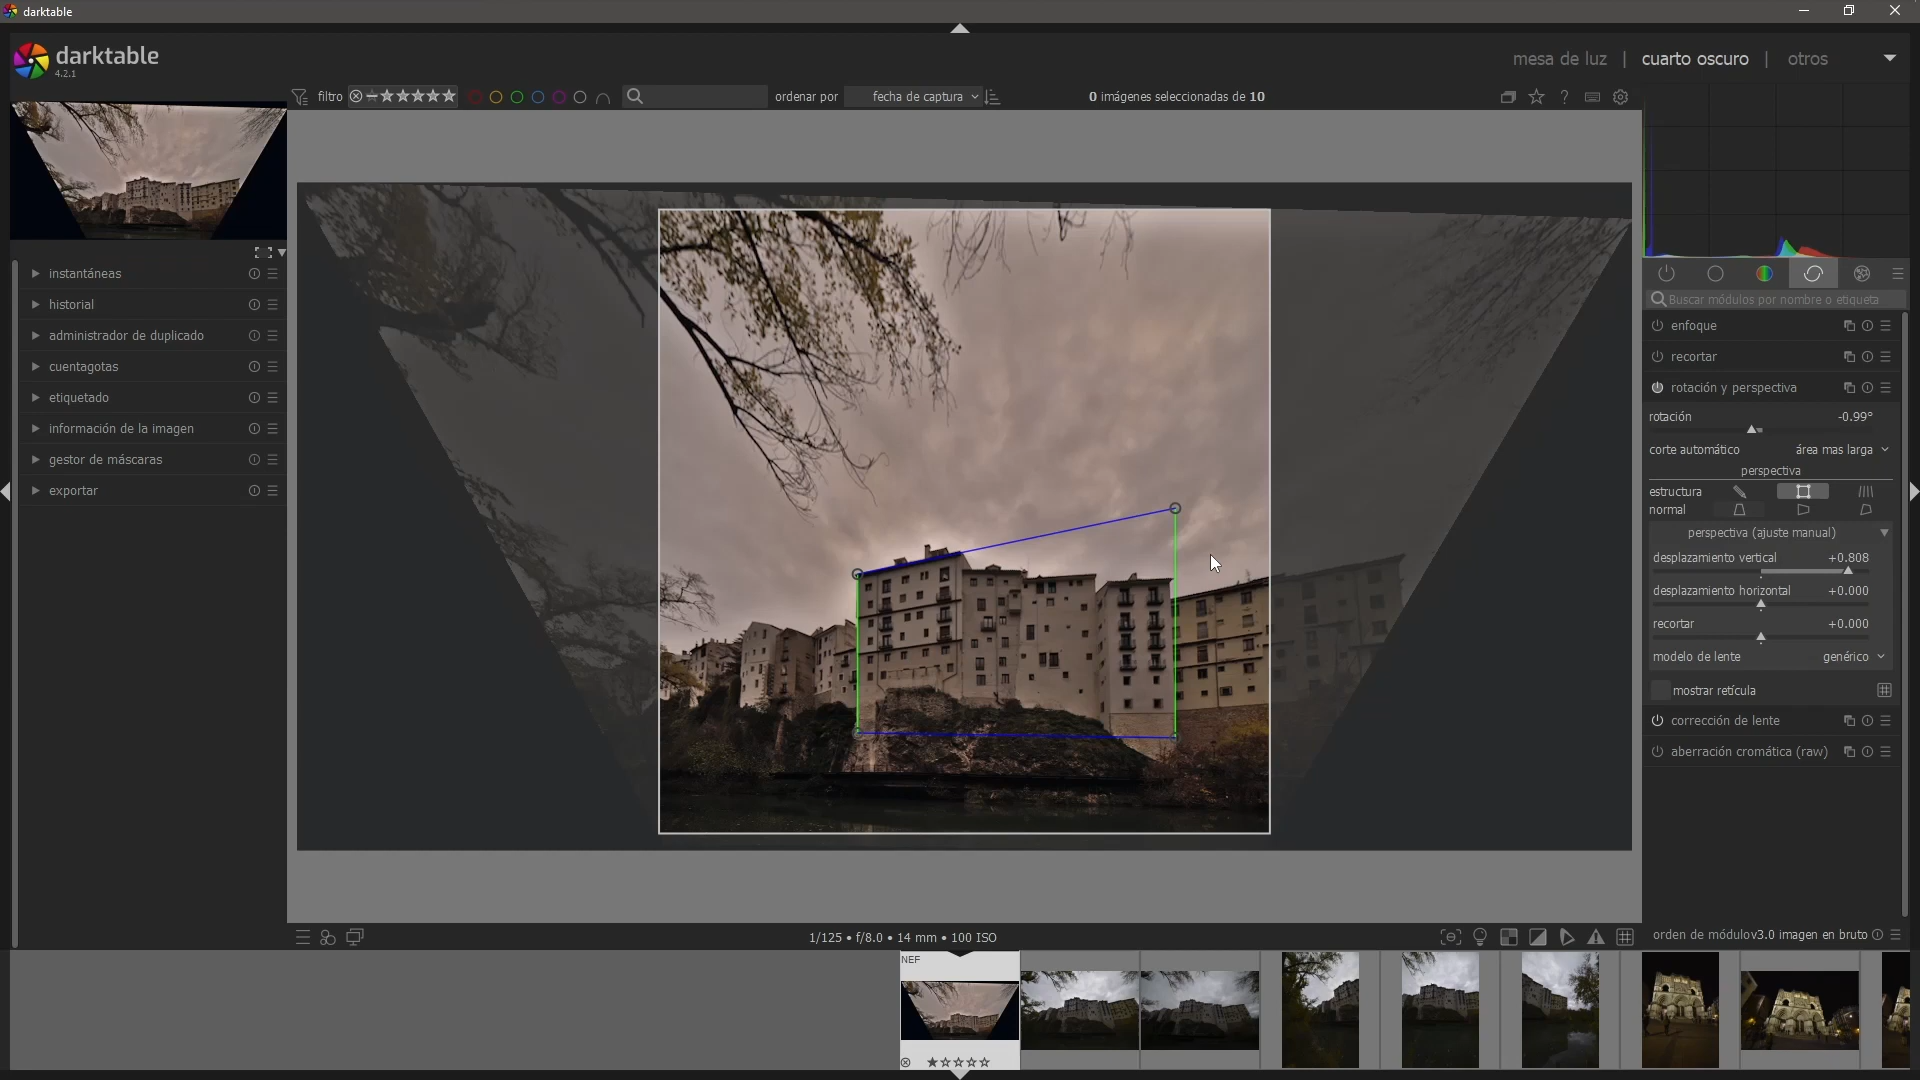 darktable
darktable
4.2.1
mesa de luz | cuarto oscuro | otros
filtro
ordenar por fecha de captura
0 imágenes seleccionadas de 10
?
instantáneas
historial
administrador de duplicado
cuentagotas
etiquetado
información de la imagen
gestor de máscaras
exportar
Buscar módulos por nombre o etiqueta
enfoque
recortar
rotación y perspectiva
rotación -0.99°
corte automático área mas larga
perspectiva
estructura
normal
perspectiva (ajuste manual)
desplazamiento vertical +0.808
desplazamiento horizontal +0.000
recortar +0.000
modelo de lente genérico
mostrar retícula
corrección de lente
aberración cromática (raw)
1/125 • f/8.0 • 14 mm • 100 ISO
orden de módulov3.0 imagen en bruto
NEF